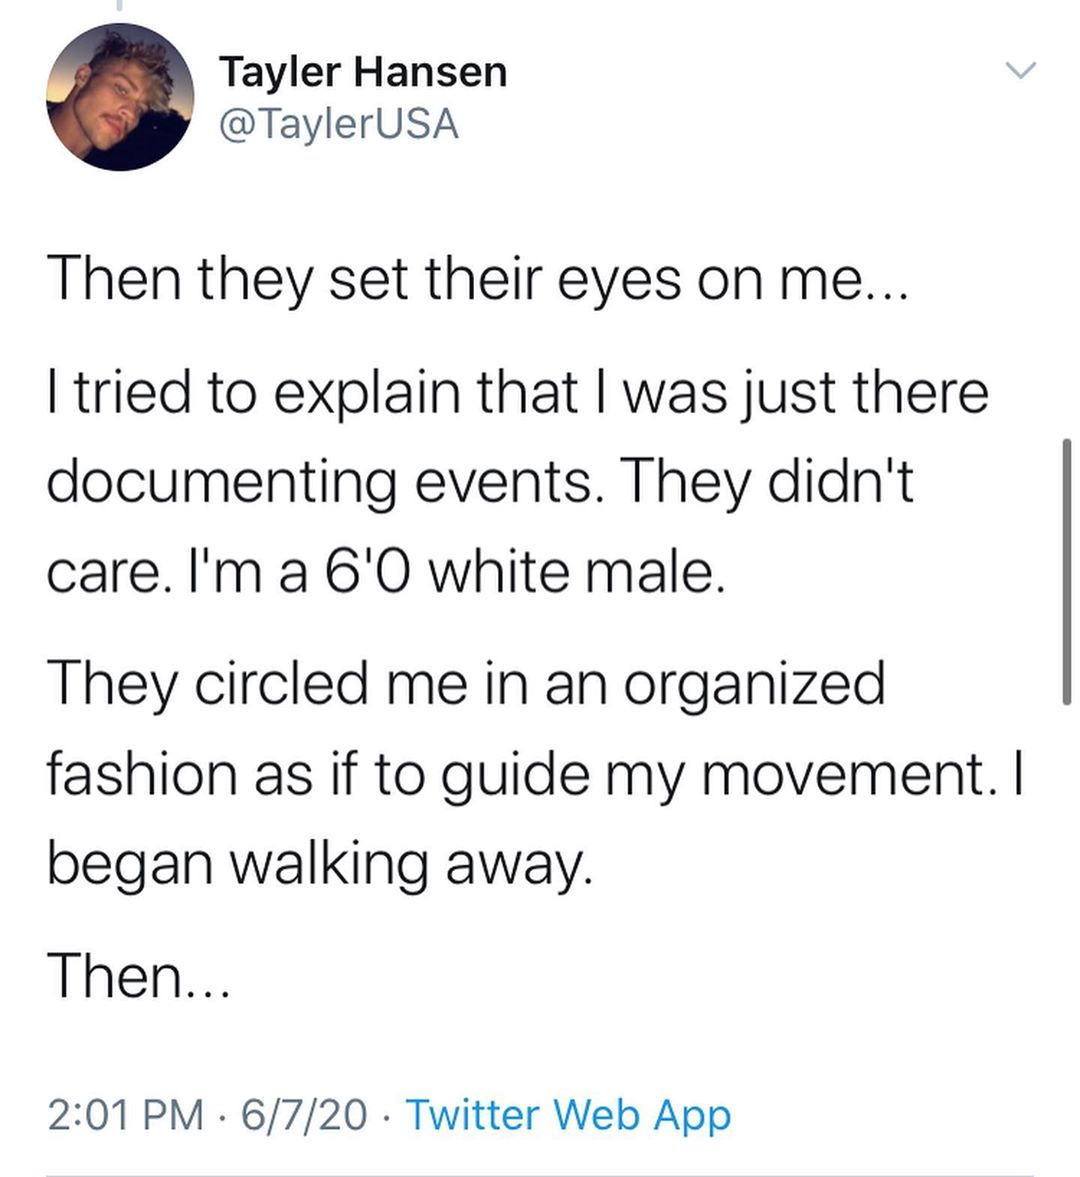 Tayler Hansen
@TaylerUSA
Then they set their eyes on me...
I tried to explain that I was just there
documenting events. They didn't
care. I'm a 6'0 white male.
They circled me in an organized
fashion as if to guide my movement. I
began walking away.
Then...
2:01 PM · 6/7/20 · Twitter Web App